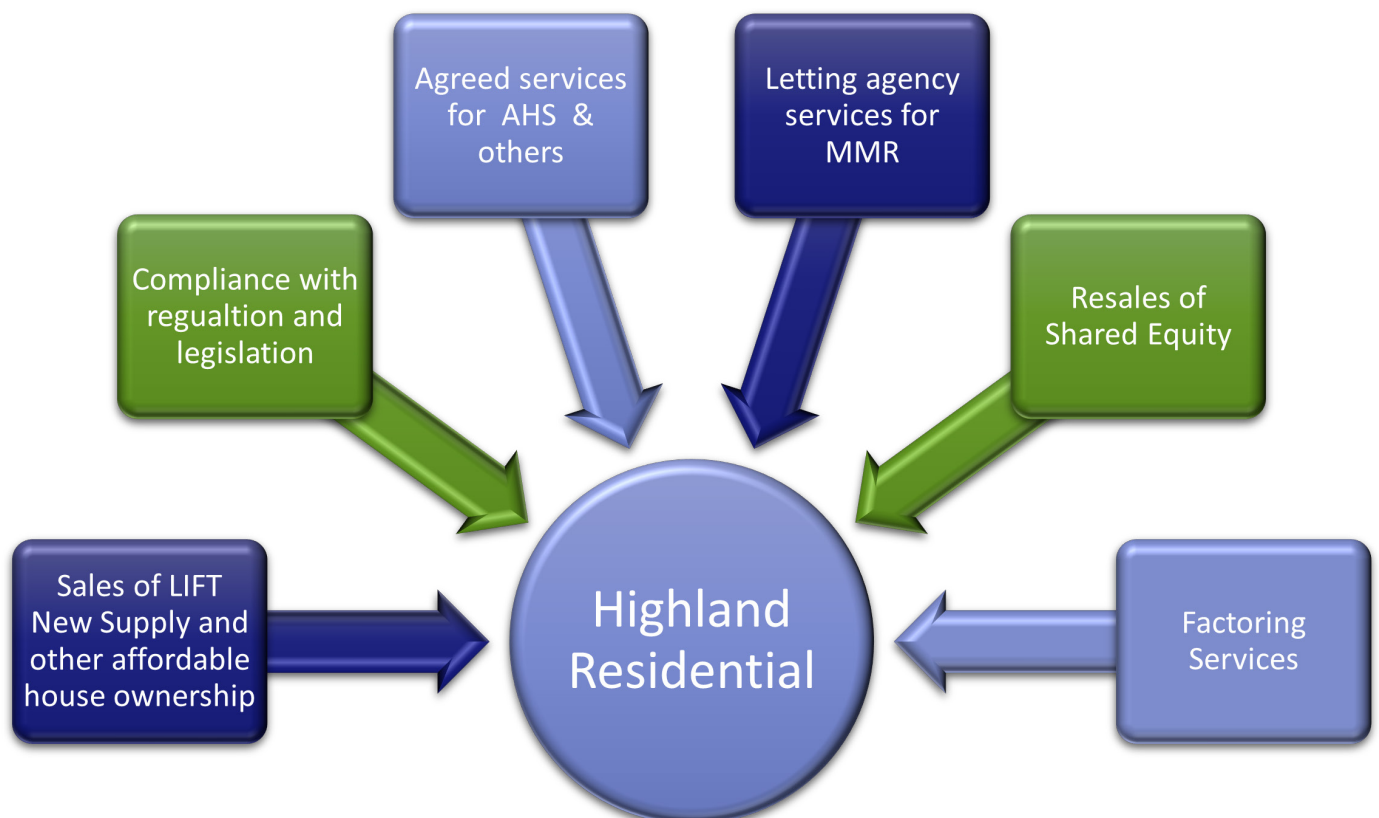 Agreed services
for AHS &
others
Letting agency
services for
MMR
Compliance with
regualtion and
legislation
Resales of
Shared Equity
Sales of LIFT
New Supply and
other affordable
house ownership
Highland
Residential
Factoring
Services